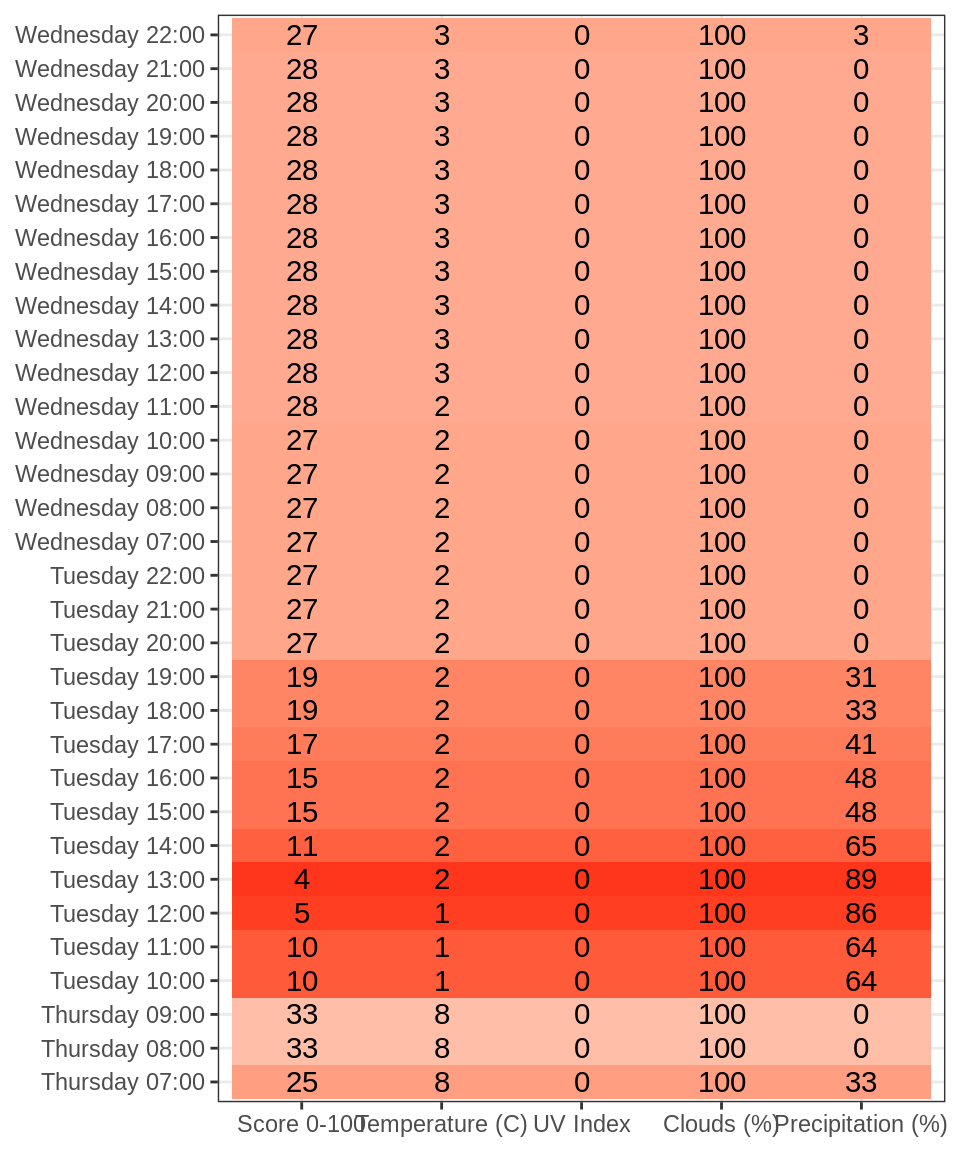 Wednesday 22:00 27 3 0 100 3
Wednesday 21:00 28 3 0 100 0
Wednesday 20:00 28 3 0 100 0
Wednesday 19:00 28 3 0 100 0
Wednesday 18:00 28 3 0 100 0
Wednesday 17:00 28 3 0 100 0
Wednesday 16:00 28 3 0 100 0
Wednesday 15:00 28 3 0 100 0
Wednesday 14:00 28 3 0 100 0
Wednesday 13:00 28 3 0 100 0
Wednesday 12:00 28 3 0 100 0
Wednesday 11:00 28 2 0 100 0
Wednesday 10:00 27 2 0 100 0
Wednesday 09:00 27 2 0 100 0
Wednesday 08:00 27 2 0 100 0
Wednesday 07:00 27 2 0 100 0
Tuesday 22:00 27 2 0 100 0
Tuesday 21:00 27 2 0 100 0
Tuesday 20:00 27 2 0 100 0
Tuesday 19:00 19 2 0 100 31
Tuesday 18:00 19 2 0 100 33
Tuesday 17:00 17 2 0 100 41
Tuesday 16:00 15 2 0 100 48
Tuesday 15:00 15 2 0 100 48
Tuesday 14:00 11 2 0 100 65
Tuesday 13:00 4 2 0 100 89
Tuesday 12:00 5 1 0 100 86
Tuesday 11:00 10 1 0 100 64
Tuesday 10:00 10 1 0 100 64
Thursday 09:00 33 8 0 100 0
Thursday 08:00 33 8 0 100 0
Thursday 07:00 25 8 0 100 33
Score 0-100 Temperature (C) UV Index Clouds (%) Precipitation (%)